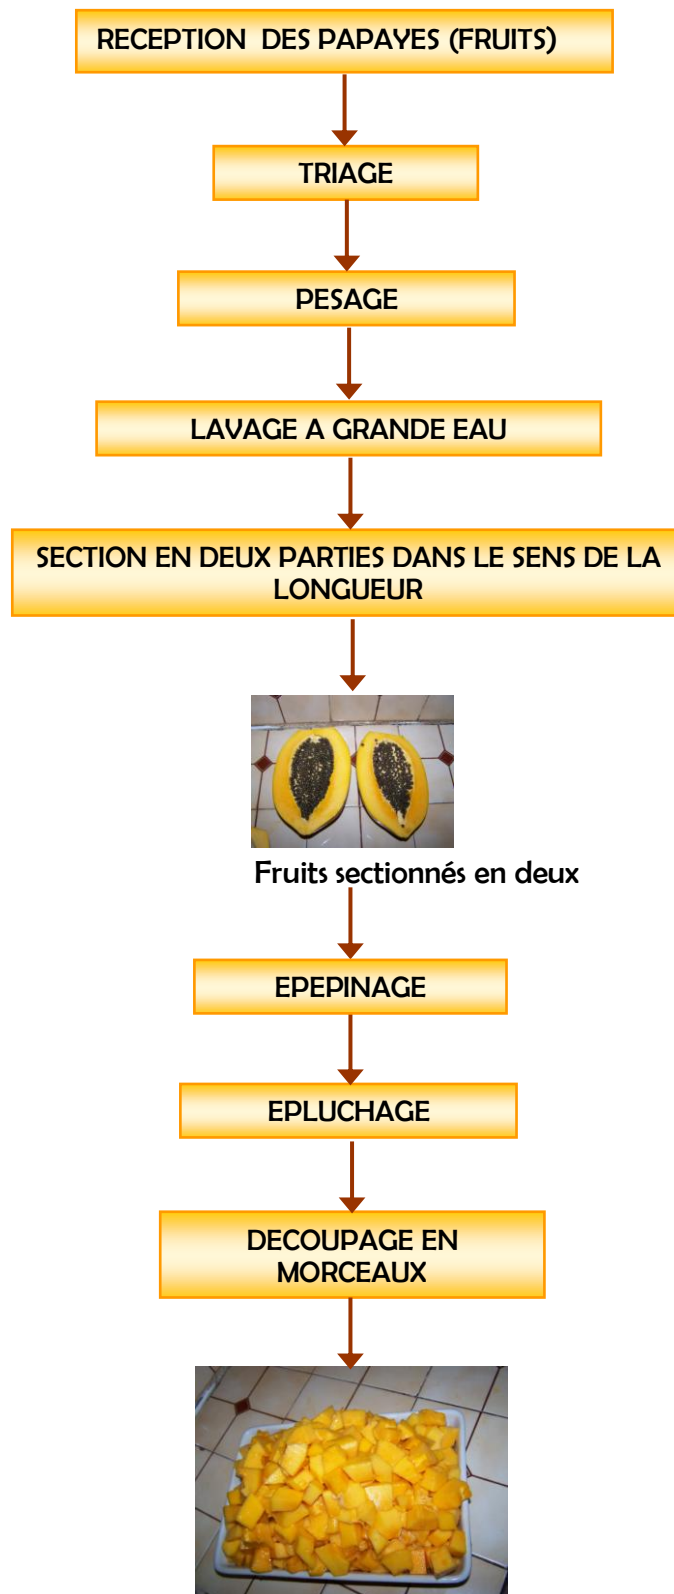 RECEPTION DES PAPAYES (FRUITS)
TRIAGE
PESAGE
LAVAGE A GRANDE EAU
SECTION EN DEUX PARTIES DANS LE SENS DE LA
LONGUEUR
Fruits sectionnés en deux
EPEPINAGE
EPLUCHAGE
DECOUPAGE EN
MORCEAUX